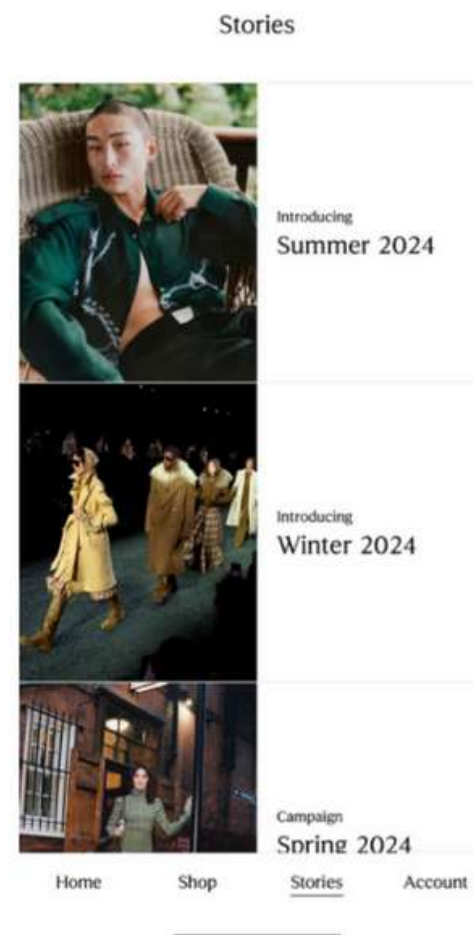 Stories
Introducing
Summer 2024
Introducing
Winter 2024
Campaign
Spring 2024
Home Shop Stories Account